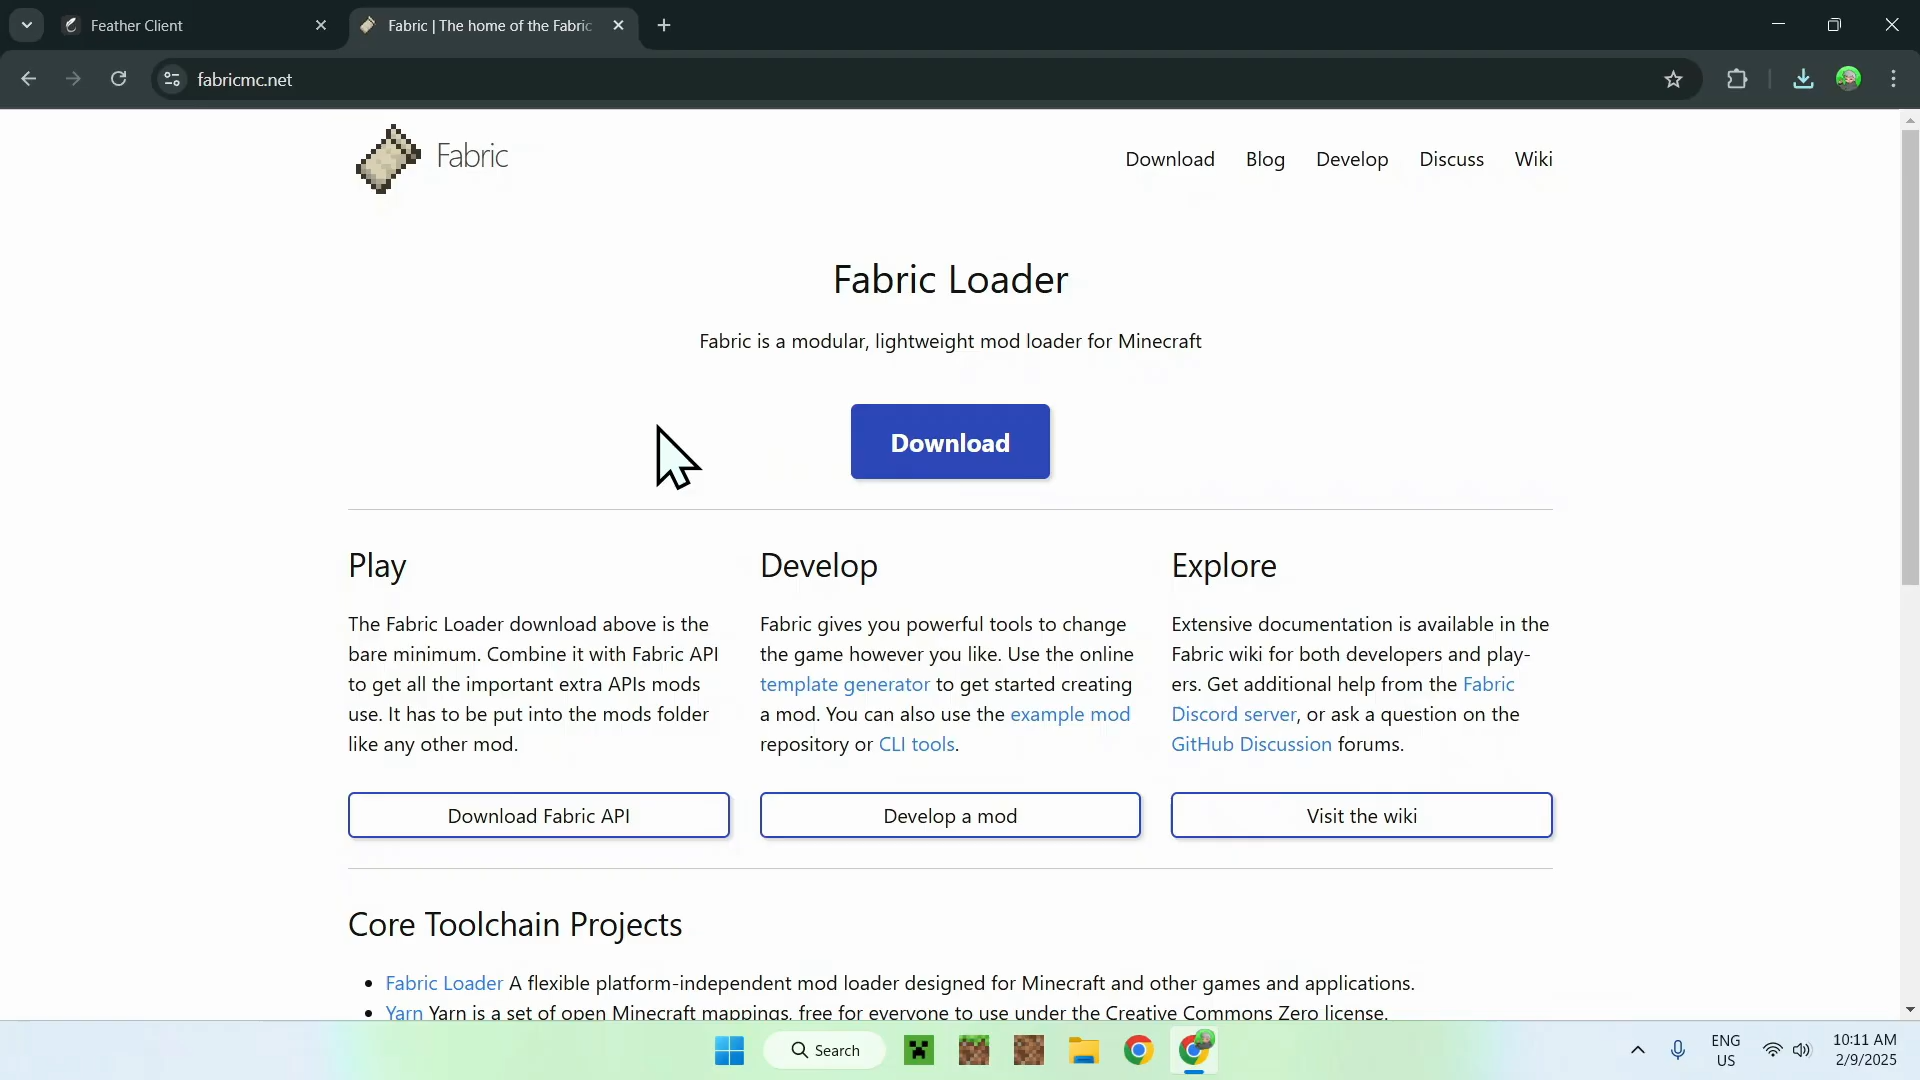 Feather Client
Fabric | The home of the Fabric
fabricmc.net
Fabric
Download
Blog
Develop
Discuss
Wiki
Fabric Loader
Fabric is a modular, lightweight mod loader for Minecraft
Download
Play
The Fabric Loader download above is the
bare minimum. Combine it with Fabric API
to get all the important extra APIs mods
use. It has to be put into the mods folder
like any other mod.
Download Fabric API
Develop
Fabric gives you powerful tools to change
the game however you like. Use the online
template generator to get started creating
a mod. You can also use the example mod
repository or CLI tools.
Develop a mod
Explore
Extensive documentation is available in the
Fabric wiki for both developers and play-
ers. Get additional help from the Fabric
Discord server, or ask a question on the
GitHub Discussion forums.
Visit the wiki
Core Toolchain Projects
Fabric Loader A flexible platform-independent mod loader designed for Minecraft and other games and applications.
Yarn Yarn is a set of open Minecraft mappings, free for everyone to use under the Creative Commons Zero license.
Search
ENG
US
10:11 AM
2/9/2025